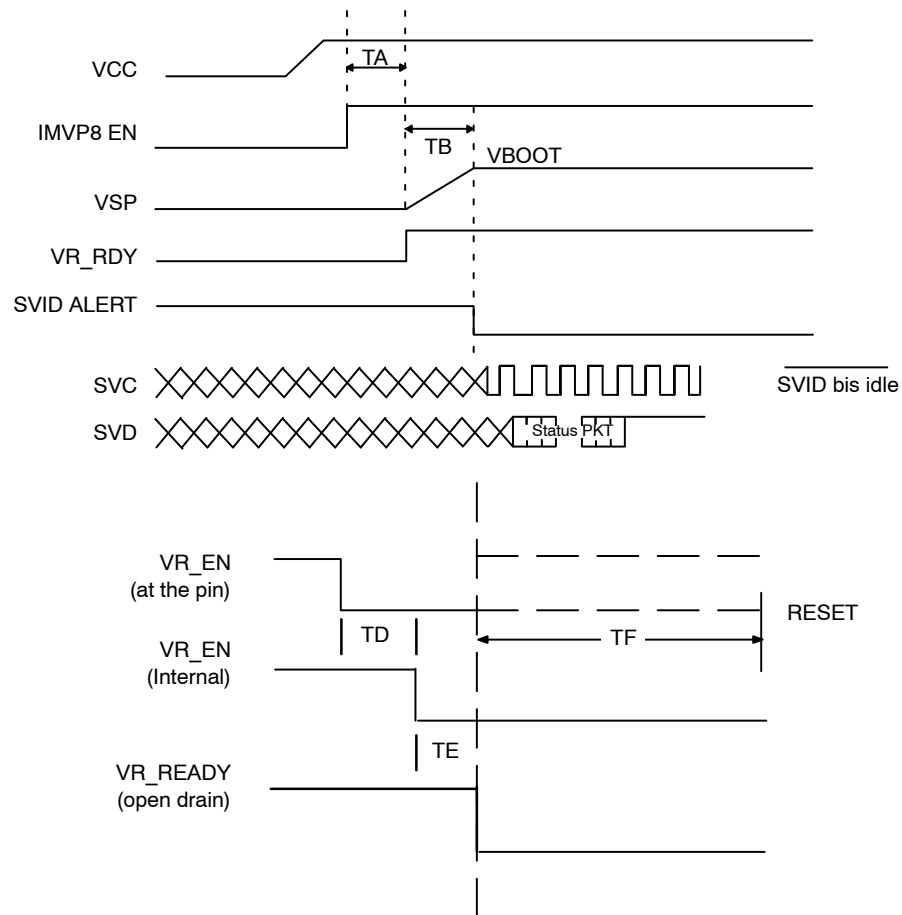 VCC
TA
IMVP8 EN
TB
VBOOT
VSP
VR_RDY
SVID ALERT
SVC
SVID bis idle
SVD
Status PKT
VR_EN
(at the pin)
RESET
TD
TF
VR_EN
(Internal)
TE
VR_READY
(open drain)